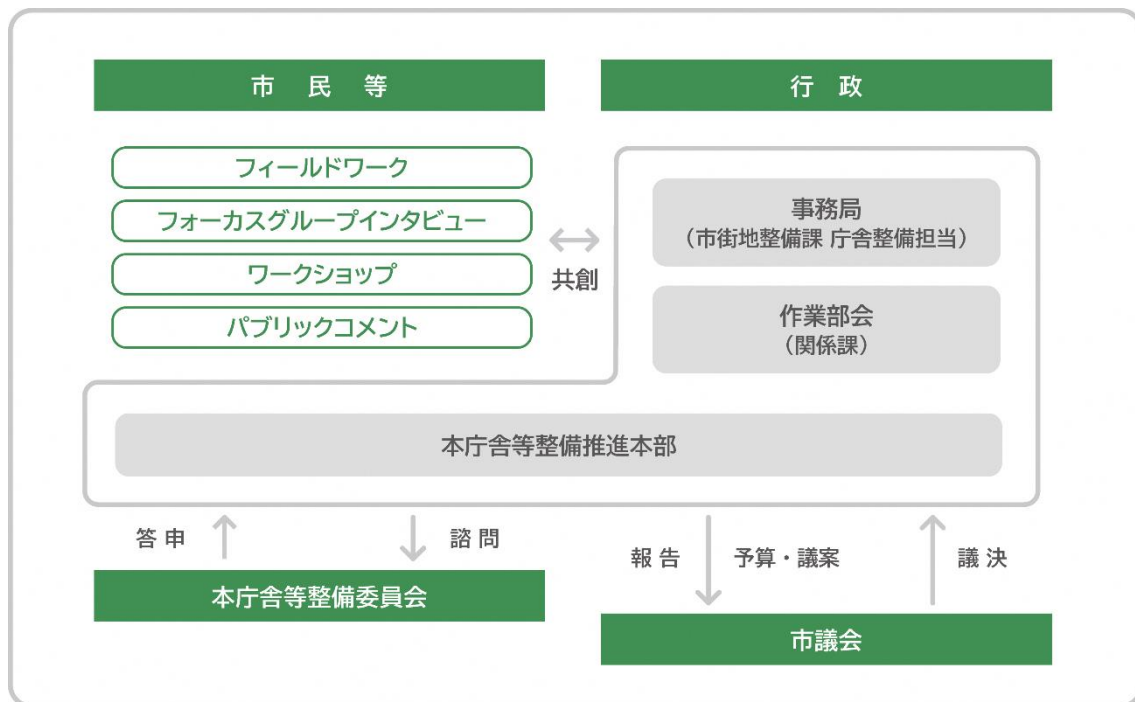 市民等
行政
フィールドワーク
フォーカスグループインタビュー
ワークショップ
パブリックコメント
共創
事務局
（市街地整備課 庁舎整備担当）
作業部会
（関係課）
本庁舎等整備推進本部
答申
諮問
報告
予算・議案
議決
本庁舎等整備委員会
市議会